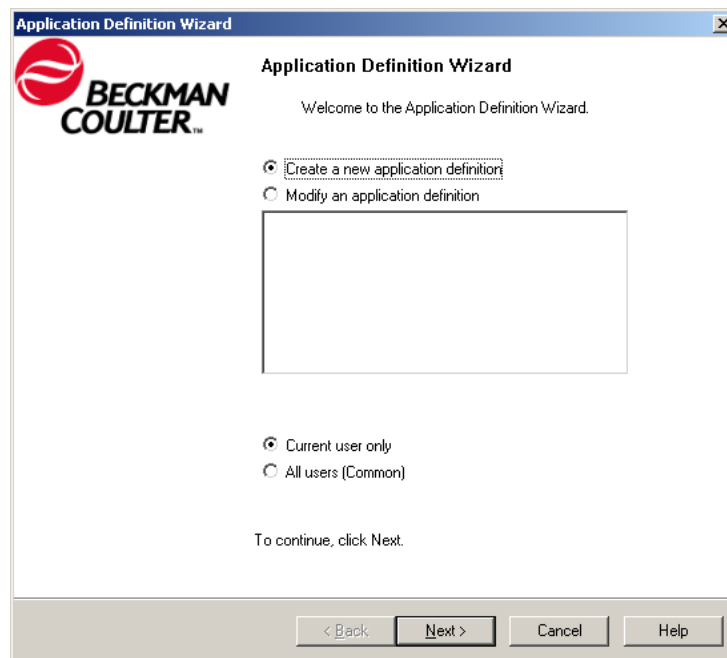 Application Definition Wizard
BECKMAN
COULTER™
Application Definition Wizard
Welcome to the Application Definition Wizard.
Create a new application definition
Modify an application definition
Current user only
All users (Common)
To continue, click Next.
< Back
Next >
Cancel
Help